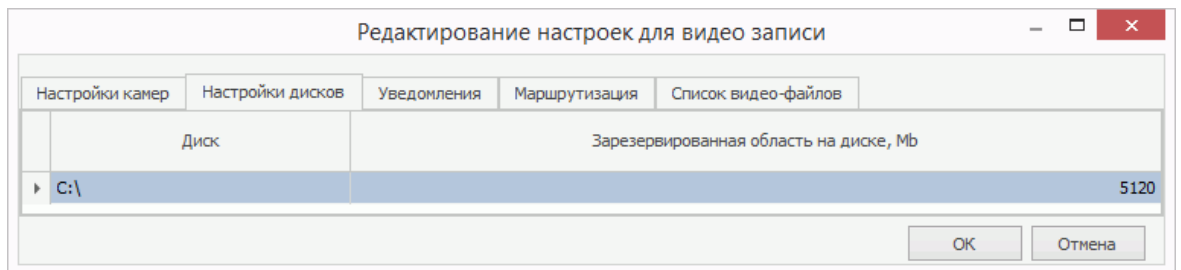 Редактирование настроек для видео записи
Настройки камер Настройки дисков Уведомления Маршрутизация Список видео-файлов
Диск Зарезервированная область на диске, Mb
C:\ 5120
OK Отмена